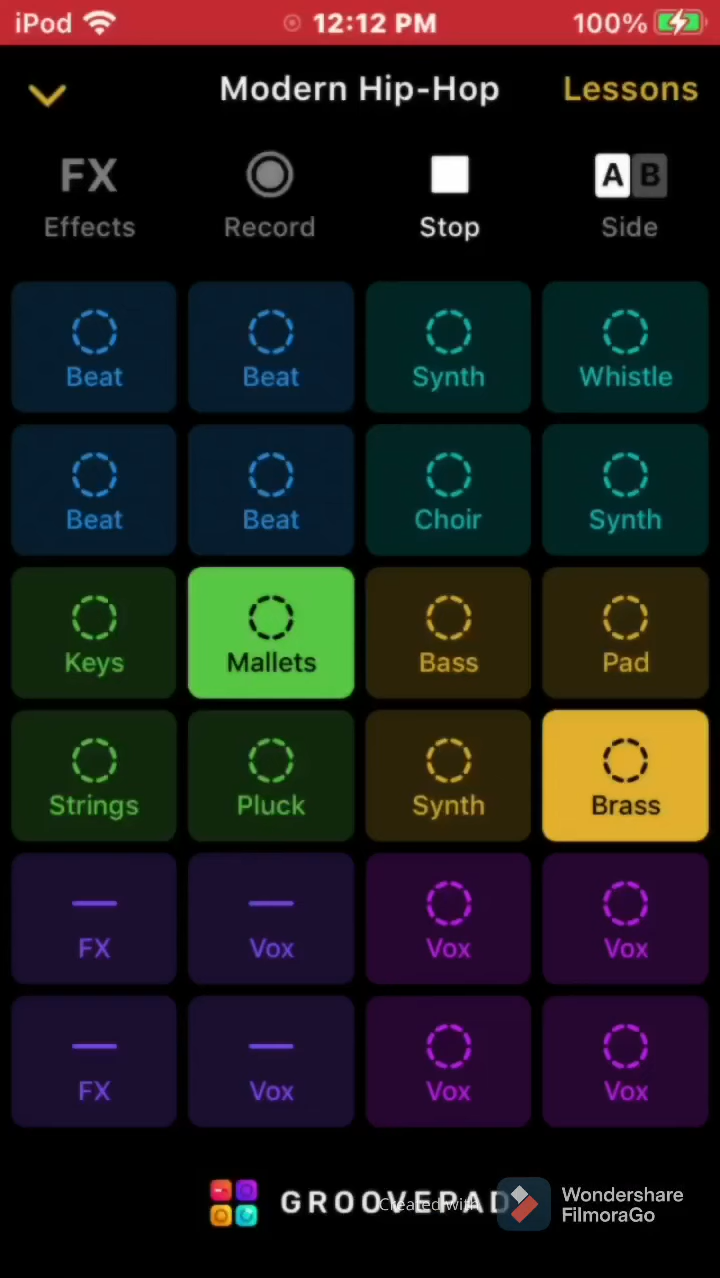 iPod 12:12 PM 100%
Modern Hip-Hop Lessons
FX A B
Effects Record Stop Side
Beat Beat Synth Whistle
Beat Beat Choir Synth
Keys Mallets Bass Pad
Strings Pluck Synth Brass
FX Vox Vox Vox
FX Vox Vox Vox
GROOVEPAD
Created with
Wondershare
FilmoraGo